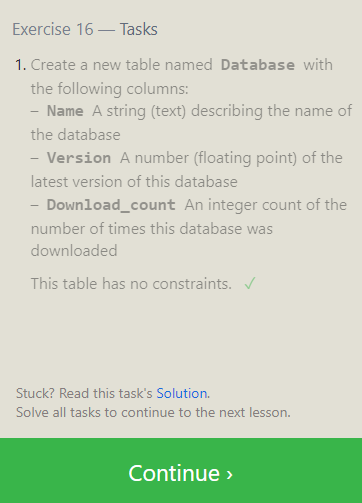 Exercise 16 — Tasks
1. Create a new table named Database with
the following columns:
– Name A string (text) describing the name of
the database
– Version A number (floating point) of the
latest version of this database
– Download_count An integer count of the
number of times this database was
downloaded
This table has no constraints. ✓
Stuck? Read this task's Solution.
Solve all tasks to continue to the next lesson.
Continue ›